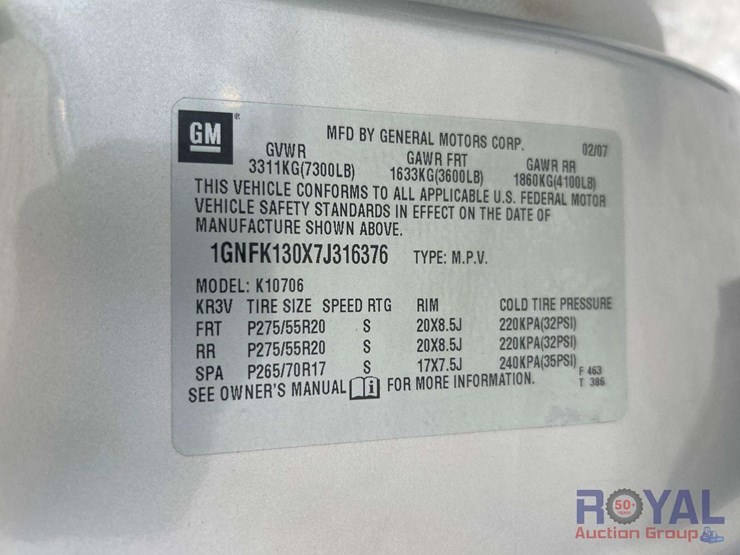 GM
MFD BY GENERAL MOTORS CORP. 02/07
GVWR GAWR FRT GAWR RR
3311KG(7300LB) 1633KG(3600LB) 1860KG(4100LB)
THIS VEHICLE CONFORMS TO ALL APPLICABLE U.S. FEDERAL MOTOR
VEHICLE SAFETY STANDARDS IN EFFECT ON THE DATE OF
MANUFACTURE SHOWN ABOVE.
1GNFK130X7J316376 TYPE: M.P.V.
MODEL: K10706
KR3V TIRE SIZE SPEED RTG RIM COLD TIRE PRESSURE
FRT P275/55R20 S 20X8.5J 220KPA(32PSI)
RR P275/55R20 S 20X8.5J 220KPA(32PSI)
SPA P265/70R17 S 17X7.5J 240KPA(35PSI) F 463
T 386
SEE OWNER'S MANUAL FOR MORE INFORMATION.
ROYAL
50+
Auction Group